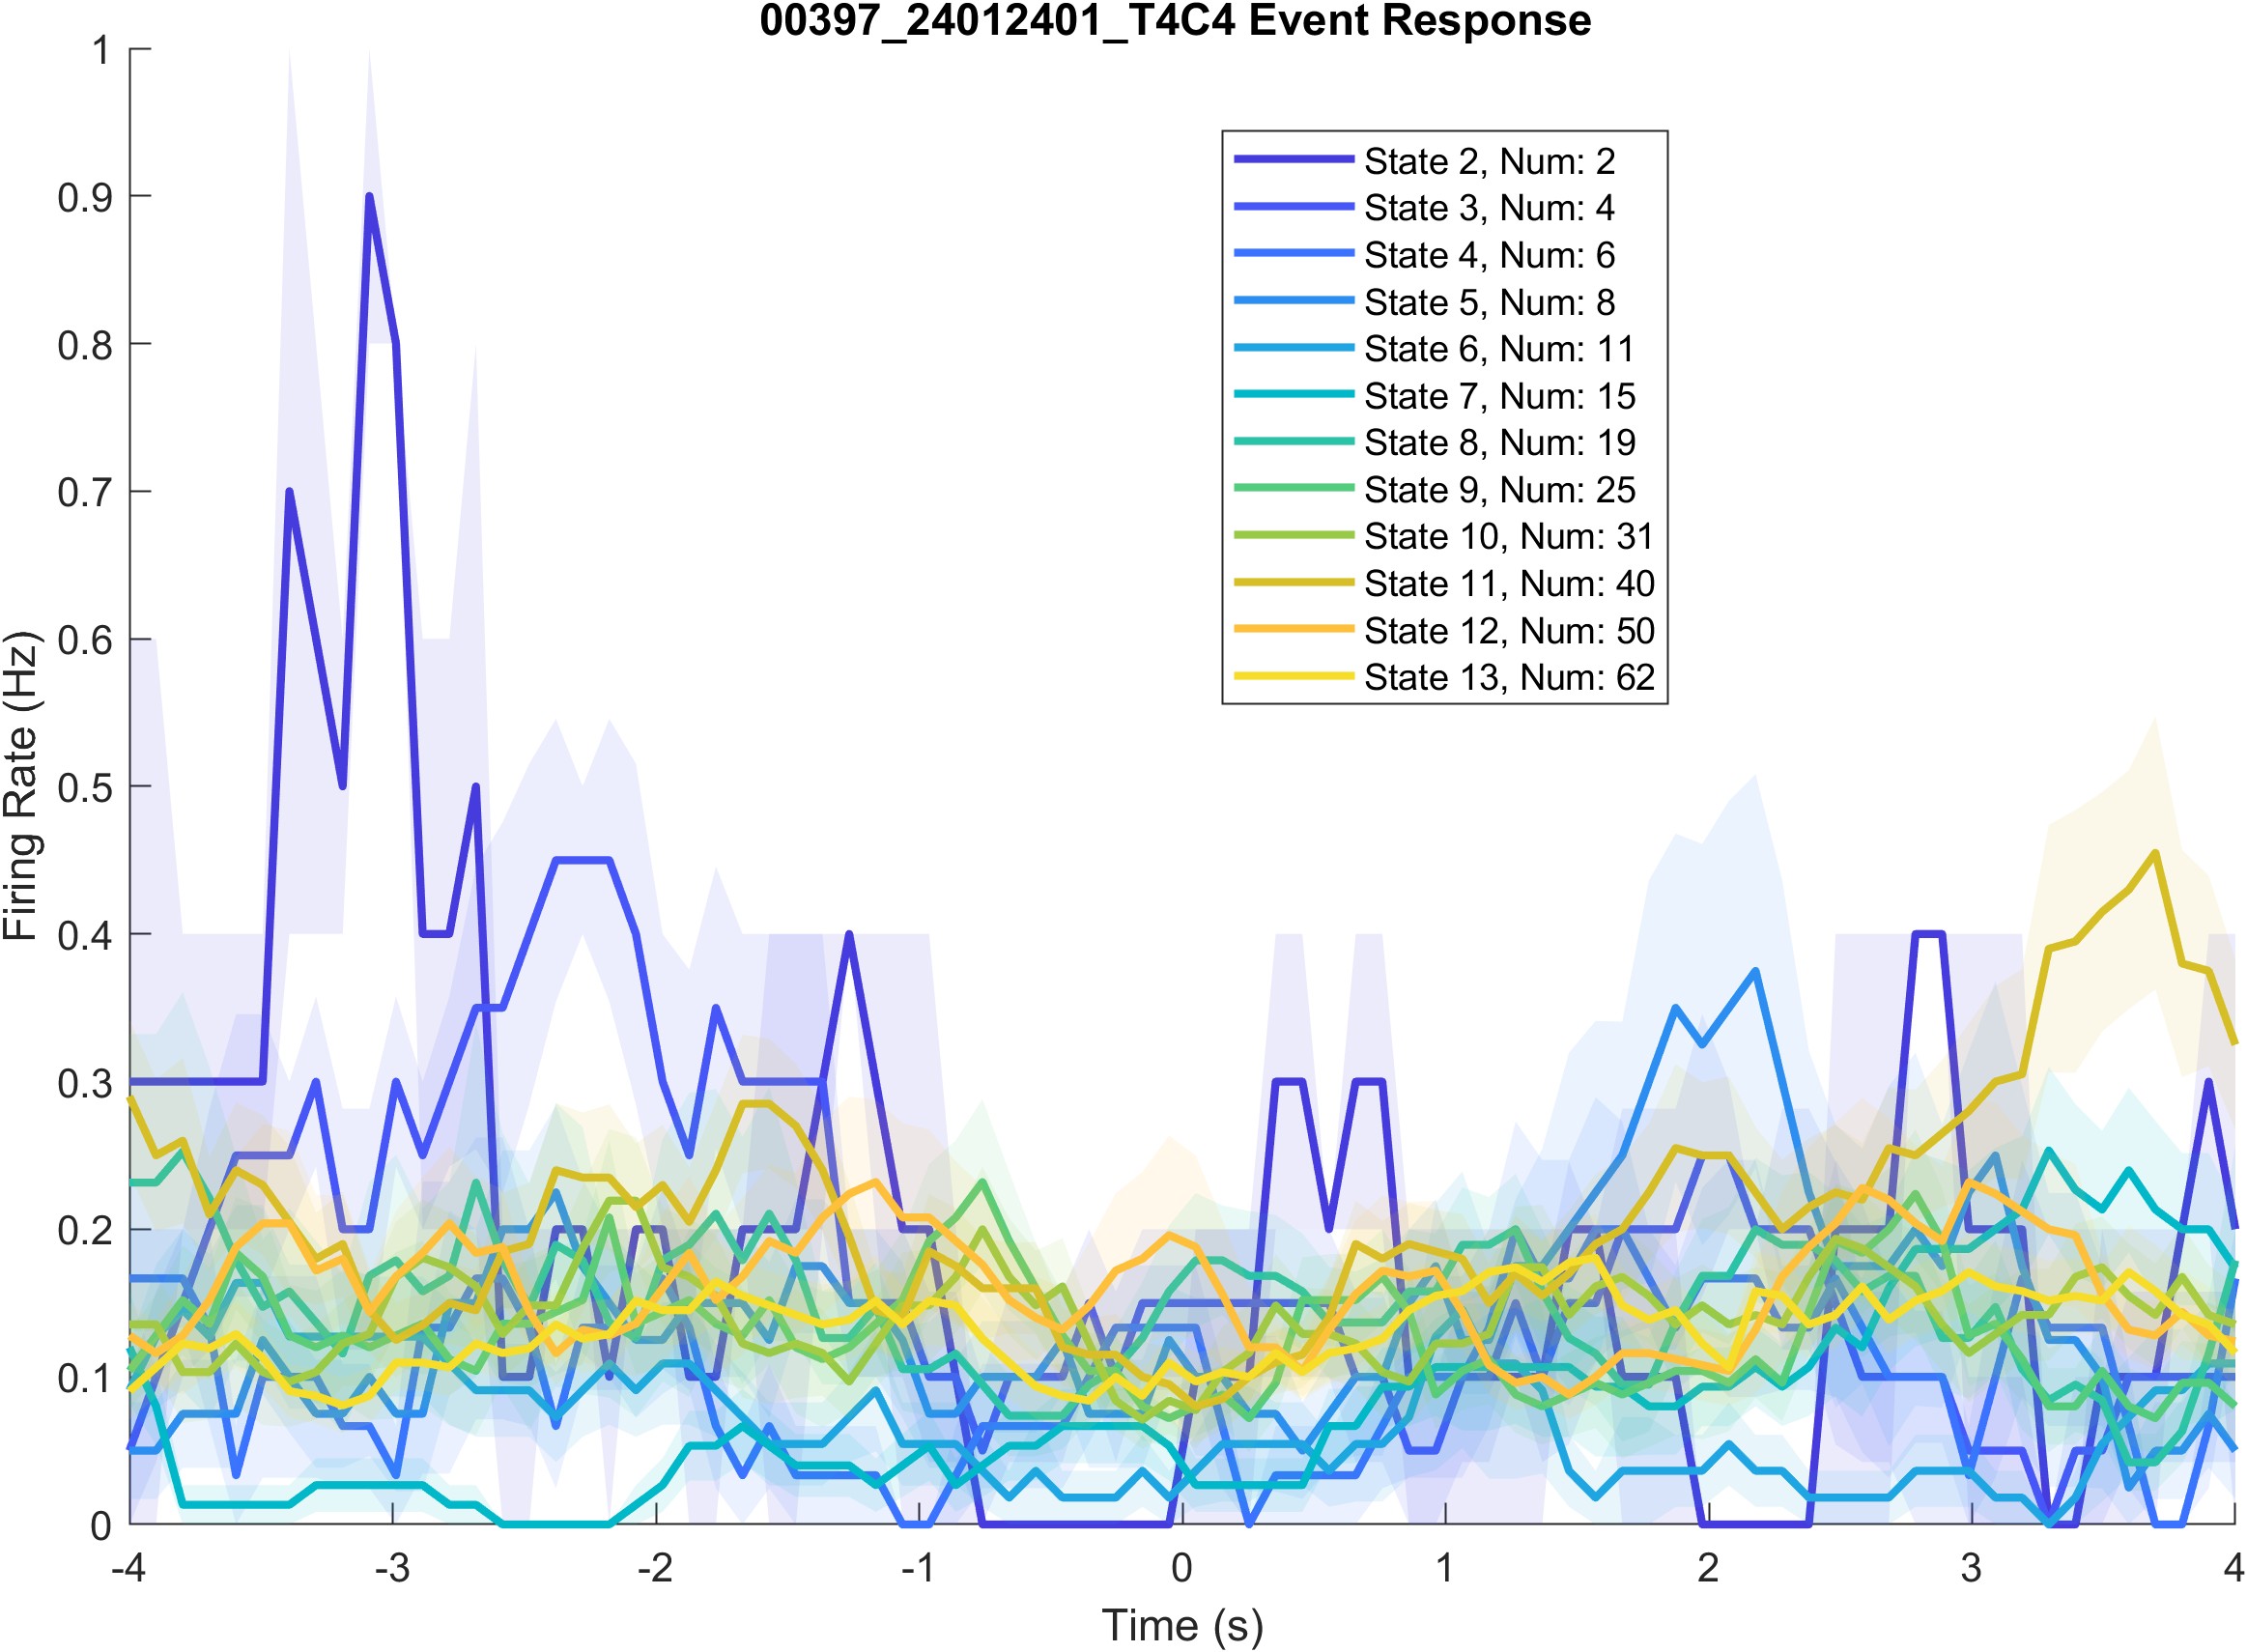 00397_24012401_T4C4 Event Response
1
0.9
0.8
0.7
0.6
0.5
0.4
0.3
0.2
0.1
0
Firing Rate (Hz)
State 2, Num: 2
State 3, Num: 4
State 4, Num: 6
State 5, Num: 8
State 6, Num: 11
State 7, Num: 15
State 8, Num: 19
State 9, Num: 25
State 10, Num: 31
State 11, Num: 40
State 12, Num: 50
State 13, Num: 62
-4 -3 -2 -1 0 1 2 3 4
Time (s)